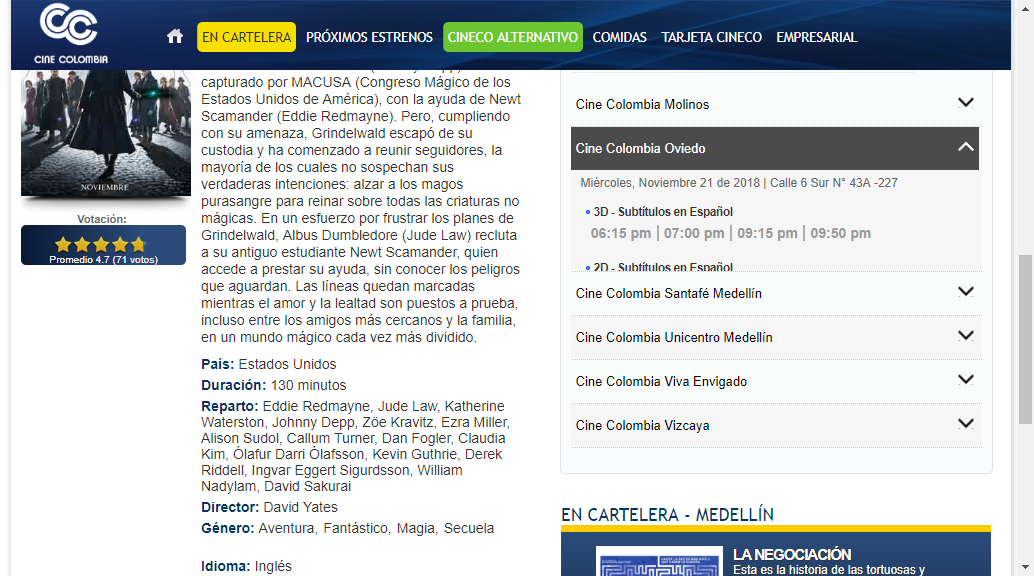 CINE COLOMBIA
EN CARTELERA
PRÓXIMOS ESTRENOS
CINECO ALTERNATIVO
COMIDAS
TARJETA CINECO
EMPRESARIAL
NOVIEMBRE
Votación:
Promedio 4.7 (71 votos)
capturado por MACUSA (Congreso Mágico de los
Estados Unidos de América), con la ayuda de Newt
Scamander (Eddie Redmayne). Pero, cumpliendo
con su amenaza, Grindelwald escapó de su
custodia y ha comenzado a reunir seguidores, la
mayoría de los cuales no sospechan sus
verdaderas intenciones: alzar a los magos
purasangre para reinar sobre todas las criaturas no
mágicas. En un esfuerzo por frustrar los planes de
Grindelwald, Albus Dumbledore (Jude Law) recluta
a su antiguo estudiante Newt Scamander, quien
accede a prestar su ayuda, sin conocer los peligros
que aguardan. Las líneas quedan marcadas
mientras el amor y la lealtad son puestos a prueba,
incluso entre los amigos más cercanos y la familia,
en un mundo mágico cada vez más dividido.
País: Estados Unidos
Duración: 130 minutos
Reparto: Eddie Redmayne, Jude Law, Katherine
Waterston, Johnny Depp, Zöe Kravitz, Ezra Miller,
Alison Sudol, Callum Turner, Dan Fogler, Claudia
Kim, Ólafur Darri Ólafsson, Kevin Guthrie, Derek
Riddell, Ingvar Eggert Sigurdsson, William
Nadylam, David Sakurai
Director: David Yates
Género: Aventura, Fantástico, Magia, Secuela
Idioma: Inglés
Cine Colombia Molinos
Cine Colombia Oviedo
Miércoles, Noviembre 21 de 2018 | Calle 6 Sur N° 43A -227
3D - Subtítulos en Español
06:15 pm | 07:00 pm | 09:15 pm | 09:50 pm
2D - Subtítulos en Español
Cine Colombia Santafé Medellín
Cine Colombia Unicentro Medellín
Cine Colombia Viva Envigado
Cine Colombia Vizcaya
EN CARTELERA - MEDELLÍN
LA NEGOCIACIÓN
Esta es la historia de las tortuosas y